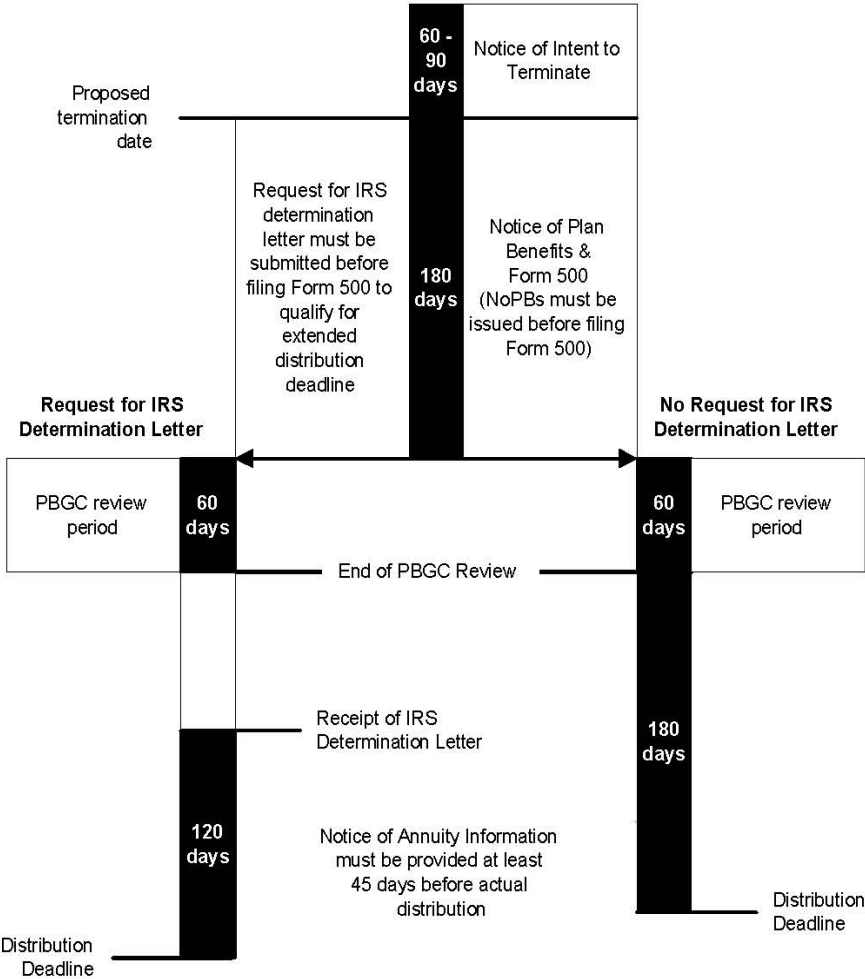 60 -
90
days
Notice of Intent to
Terminate
Proposed
termination
date
Request for IRS
determination
letter must be
submitted before
filing Form 500 to
qualify for
extended
distribution
deadline
180
days
Notice of Plan
Benefits &
Form 500
(NoPBs must be
issued before filing
Form 500)
Request for IRS
Determination Letter
No Request for IRS
Determination Letter
PBGC review
period
60
days
60
days
PBGC review
period
End of PBGC Review
Receipt of IRS
Determination Letter
180
days
120
days
Notice of Annuity Information
must be provided at least
45 days before actual
distribution
Distribution
Deadline
Distribution
Deadline